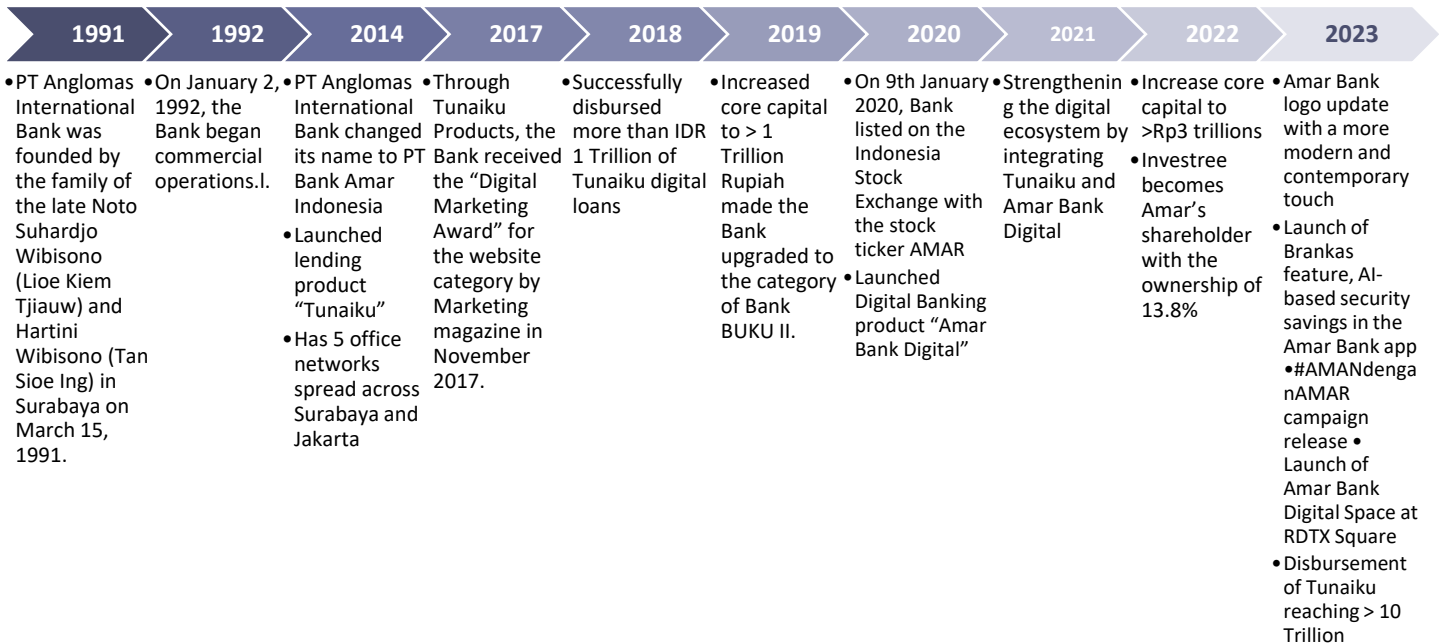 1991
1992
2014
2017
2018
2019
2020
2021
2022
2023
•PT Anglomas
International
Bank was
founded by
the family of
the late Noto
Suhardjo
Wibisono
(Lioe Kiem
Tjiauw) and
Hartini
Wibisono (Tan
Sioe Ing) in
Surabaya on
March 15,
1991.
•On January 2,
1992, the
Bank began
commercial
operations.l.
•PT Anglomas
International
Bank changed
its name to PT
Bank Amar
Indonesia
•Launched
lending
product
“Tunaiku”
•Has 5 office
networks
spread across
Surabaya and
Jakarta
•Through
Tunaiku
Products, the
Bank received
the “Digital
Marketing
Award” for
the website
category by
Marketing
magazine in
November
2017.
•Successfully
disbursed
more than IDR
1 Trillion of
Tunaiku digital
loans
•Increased
core capital
to > 1
Trillion
Rupiah
made the
Bank
upgraded to
the category
of Bank
BUKU II.
•On 9th January
2020, Bank
listed on the
Indonesia
Stock
Exchange with
the stock
ticker AMAR
•Launched
Digital Banking
product “Amar
Bank Digital”
•Strengthenin
g the digital
ecosystem by
integrating
Tunaiku and
Amar Bank
Digital
•Increase core
capital to
>Rp3 trillions
•Investree
becomes
Amar’s
shareholder
with the
ownership of
13.8%
•Amar Bank
logo update
with a more
modern and
contemporary
touch
•Launch of
Brankas
feature, AI-
based security
savings in the
Amar Bank app
•#AMANdenga
nAMAR
campaign
release •
Launch of
Amar Bank
Digital Space at
RDTX Square
•Disbursement
of Tunaiku
reaching > 10
Trillion